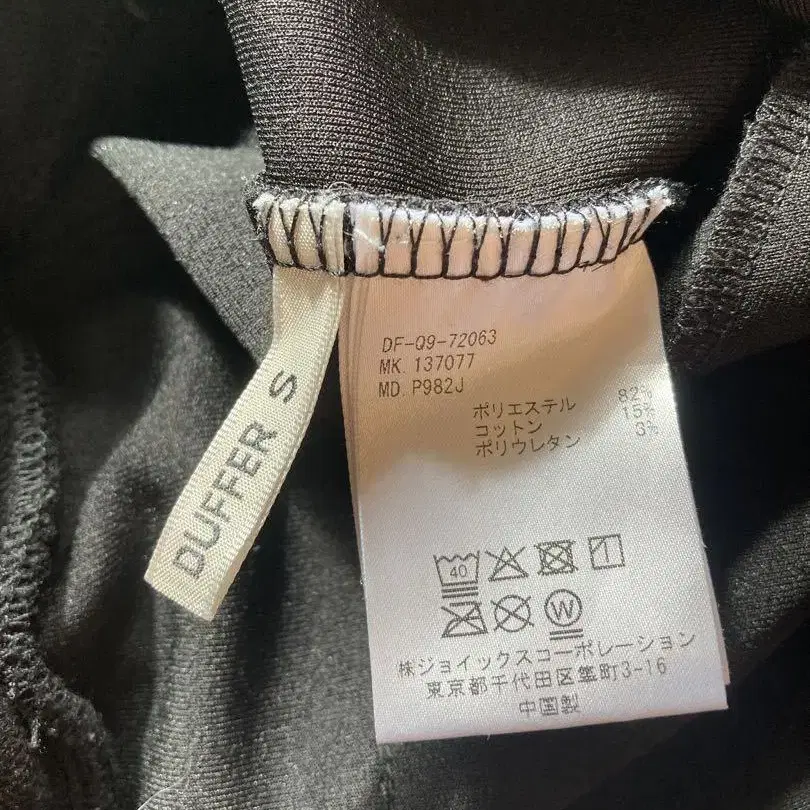 DUFFER S
DF-Q9-72063
MK. 137077
MD. P982J
ポリエステル 82%
コットン 15%
ポリウレタン 3%
40
W
株ジョイックスコーポレーション
東京都千代田区隼町3-16
中国製